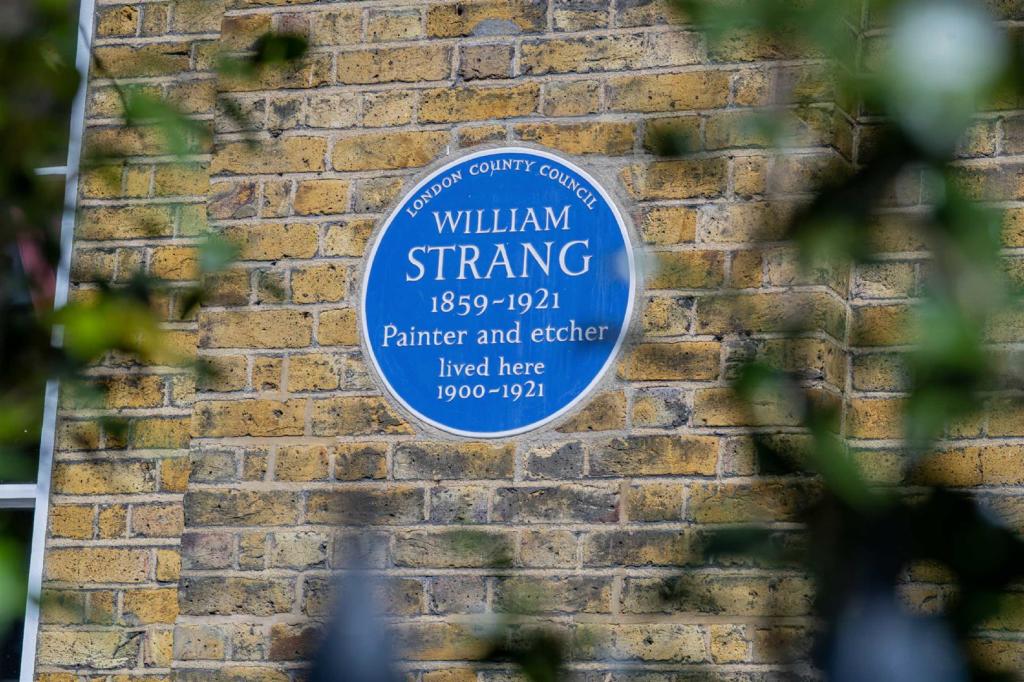 LONDON COUNTY COUNCIL
WILLIAM
STRANG
1859-1921
Painter and etcher
lived here
1900-1921